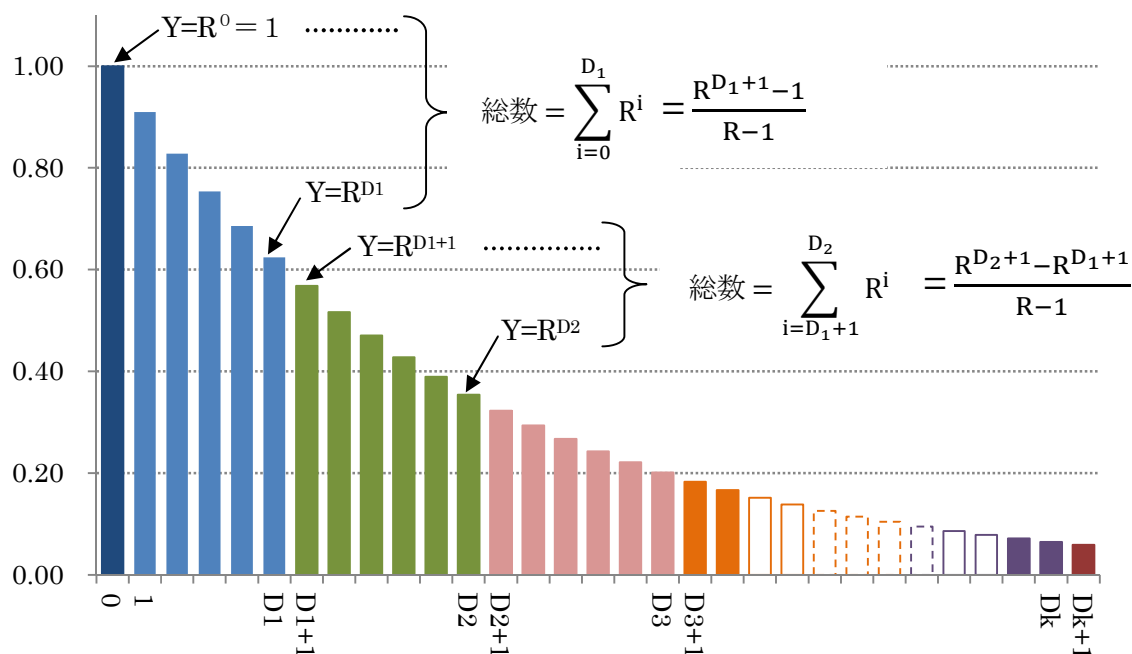 Y=R⁰=1 …………
1.00
総数 = ∑_{i=0}^{D₁} Rⁱ = (R^{D₁+1}−1)/(R−1)
0.80
Y=R^{D1}
Y=R^{D1+1} ……………
0.60
総数 = ∑_{i=D₁+1}^{D₂} Rⁱ = (R^{D₂+1}−R^{D₁+1})/(R−1)
Y=R^{D2}
0.40
0.20
0.00
0
1
D1
D1+1
D2
D2+1
D3
D3+1
Dk
Dk+1